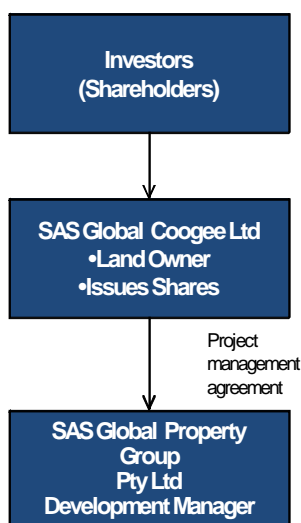 Investors
(Shareholders)
SAS Global Coogee Ltd
•Land Owner
•Issues Shares
Project
management
agreement
SAS Global Property
Group
Pty Ltd
Development Manager